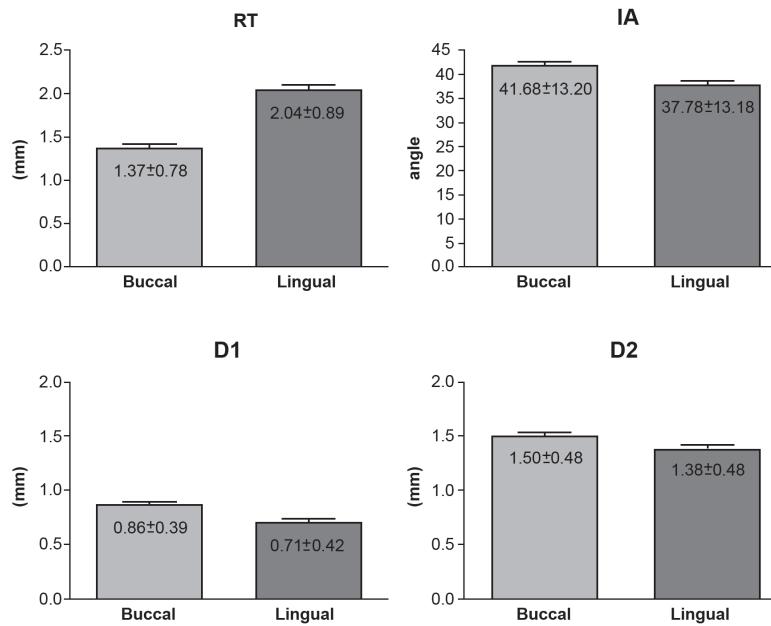 RT
2.5
2.0
1.5
1.0
0.5
0.0
(mm)
1.37±0.78
2.04±0.89
Buccal
Lingual
IA
45
40
35
30
25
20
15
10
5
0.0
angle
41.68±13.20
37.78±13.18
Buccal
Lingual
D1
2.0
1.5
1.0
0.5
0.0
(mm)
0.86±0.39
0.71±0.42
Buccal
Lingual
D2
2.0
1.5
1.0
0.5
0.0
(mm)
1.50±0.48
1.38±0.48
Buccal
Lingual